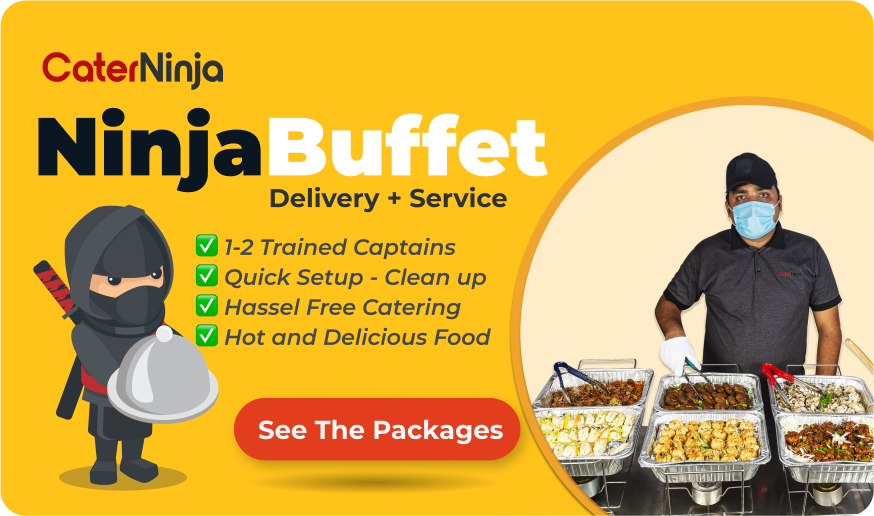 CaterNinja
NinjaBuffet
Delivery + Service
1-2 Trained Captains
Quick Setup - Clean up
Hassel Free Catering
Hot and Delicious Food
See The Packages